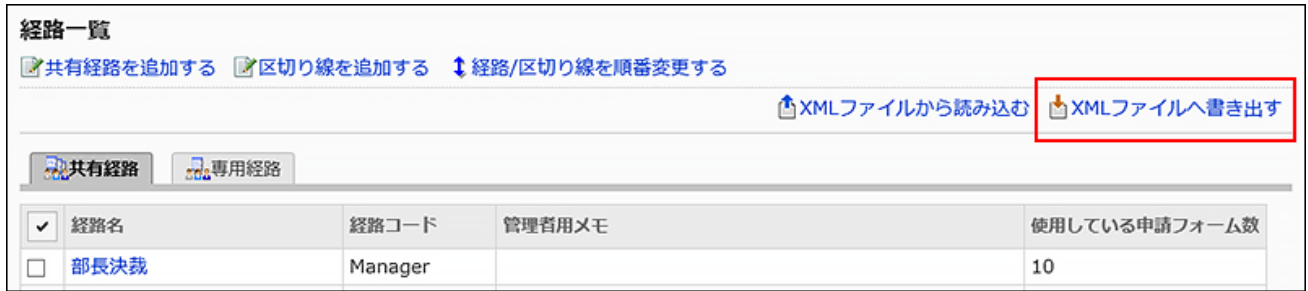 経路一覧
共有経路を追加する 区切り線を追加する 経路/区切り線を順番変更する
XMLファイルから読み込む XMLファイルへ書き出す
共有経路 専用経路
経路名 経路コード 管理者用メモ 使用している申請フォーム数
部長決裁 Manager 10